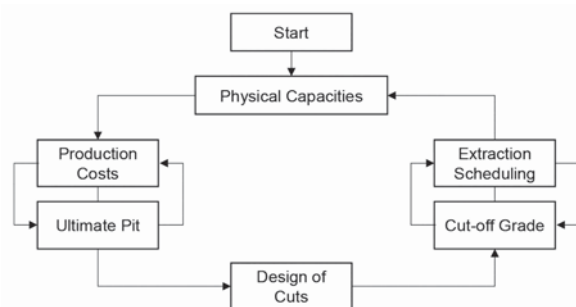 Start
Physical Capacities
Production
Costs
Extraction
Scheduling
Ultimate Pit
Cut-off Grade
Design of
Cuts